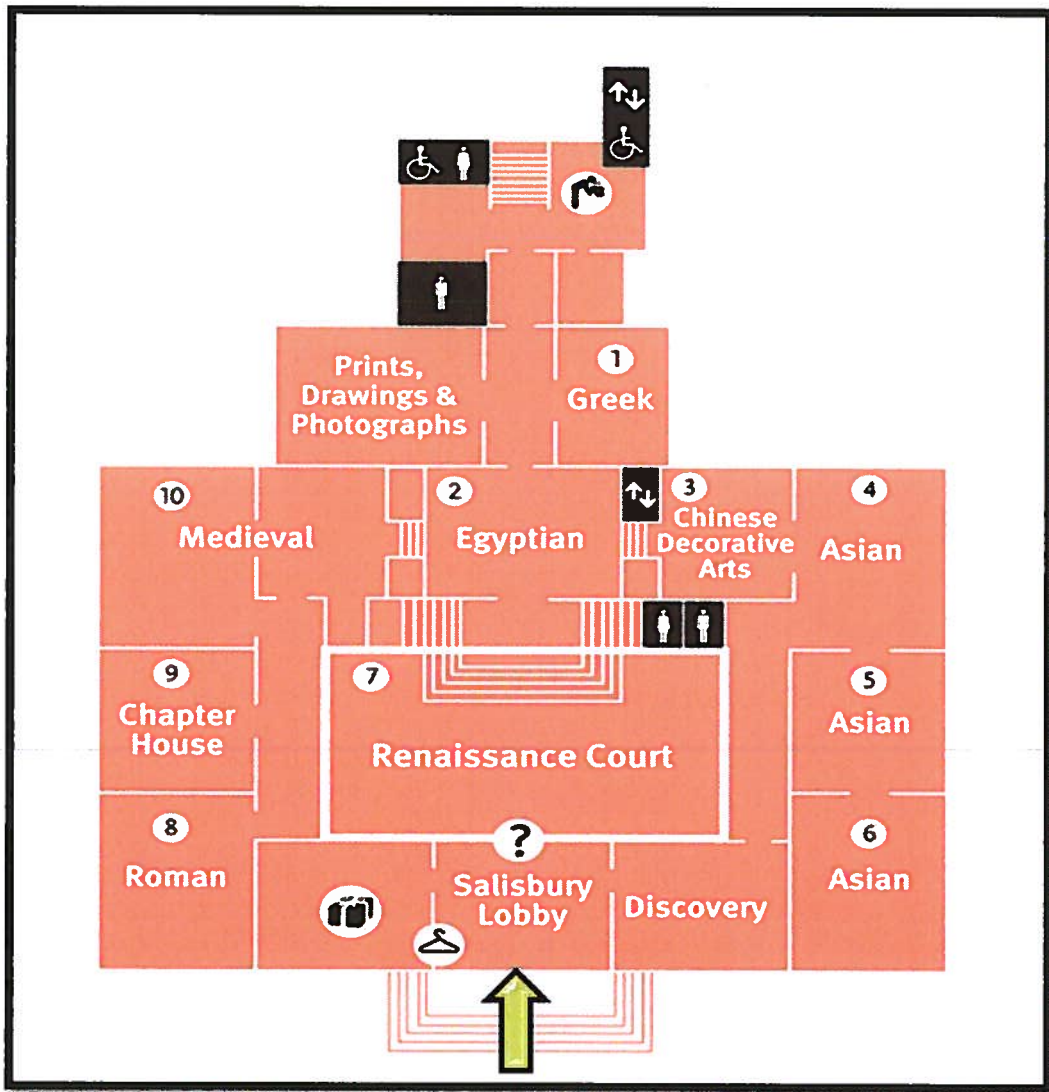 1
Prints,
Drawings &
Photographs
Greek
10
2
3
4
Medieval
Egyptian
Chinese
Decorative
Arts
Asian
9
7
5
Chapter
House
Renaissance Court
Asian
8
?
6
Roman
Salisbury
Lobby
Discovery
Asian